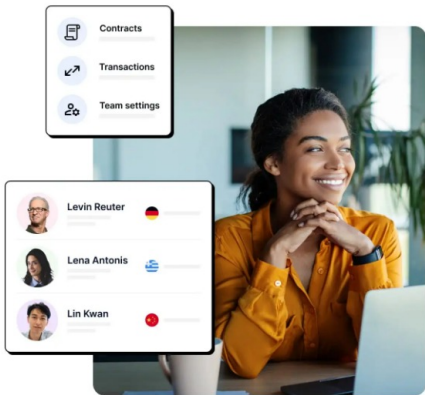 Contracts
Transactions
Team settings
Levin Reuter
Lena Antonis
Lin Kwan